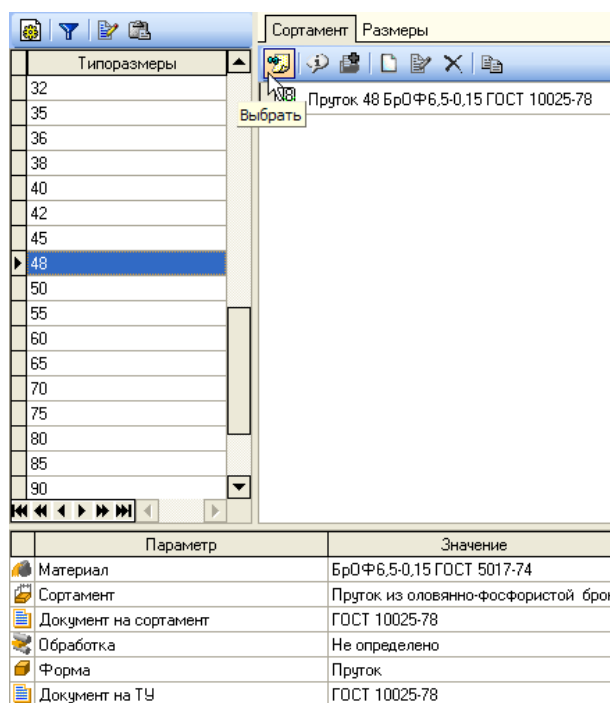 Сортамент Размеры
Типоразмеры
32
35
36
38
40
42
45
48
50
55
60
65
70
75
80
85
90
Пруток 48 БрОФ6,5-0,15 ГОСТ 10025-78
Выбрать
Параметр Значение
Материал БрОФ6,5-0,15 ГОСТ 5017-74
Сортамент Пруток из оловянно-фосфористой брон
Документ на сортамент ГОСТ 10025-78
Обработка Не определено
Форма Пруток
Документ на ТУ ГОСТ 10025-78